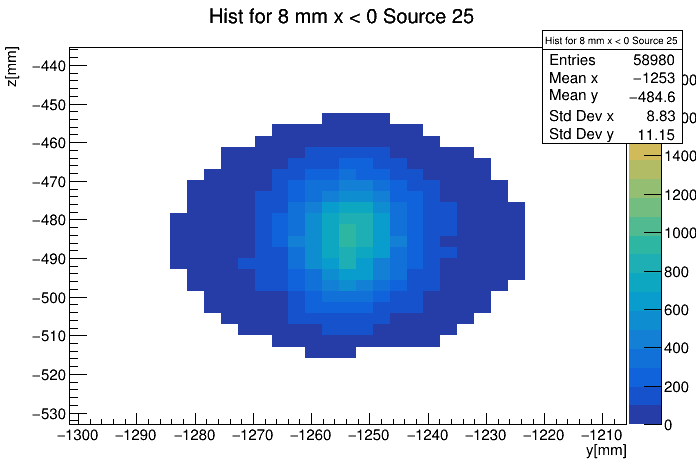 Hist for 8 mm x < 0 Source 25
Hist for 8 mm x < 0 Source 25
Entries 58980
Mean x −1253
Mean y −484.6
Std Dev x 8.83
Std Dev y 11.15
z[mm]
−440
−450
−460
−470
−480
−490
−500
−510
−520
−530
−1300 −1290 −1280 −1270 −1260 −1250 −1240 −1230 −1220 −1210
y[mm]
1400
1200
1000
800
600
400
200
0